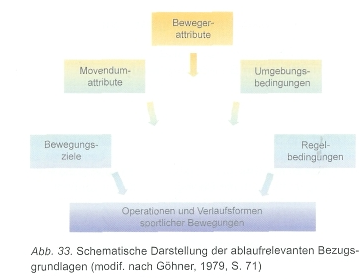 Beweger-
attribute
Movendum-
attribute
Umgebungs-
bedingungen
Bewegungs-
ziele
Regel-
bedingungen
Operationen und Verlaufsformen
sportlicher Bewegungen
Abb. 33. Schematische Darstellung der ablaufrelevanten Bezugs-
grundlagen (modif. nach Göhner, 1979, S. 71)